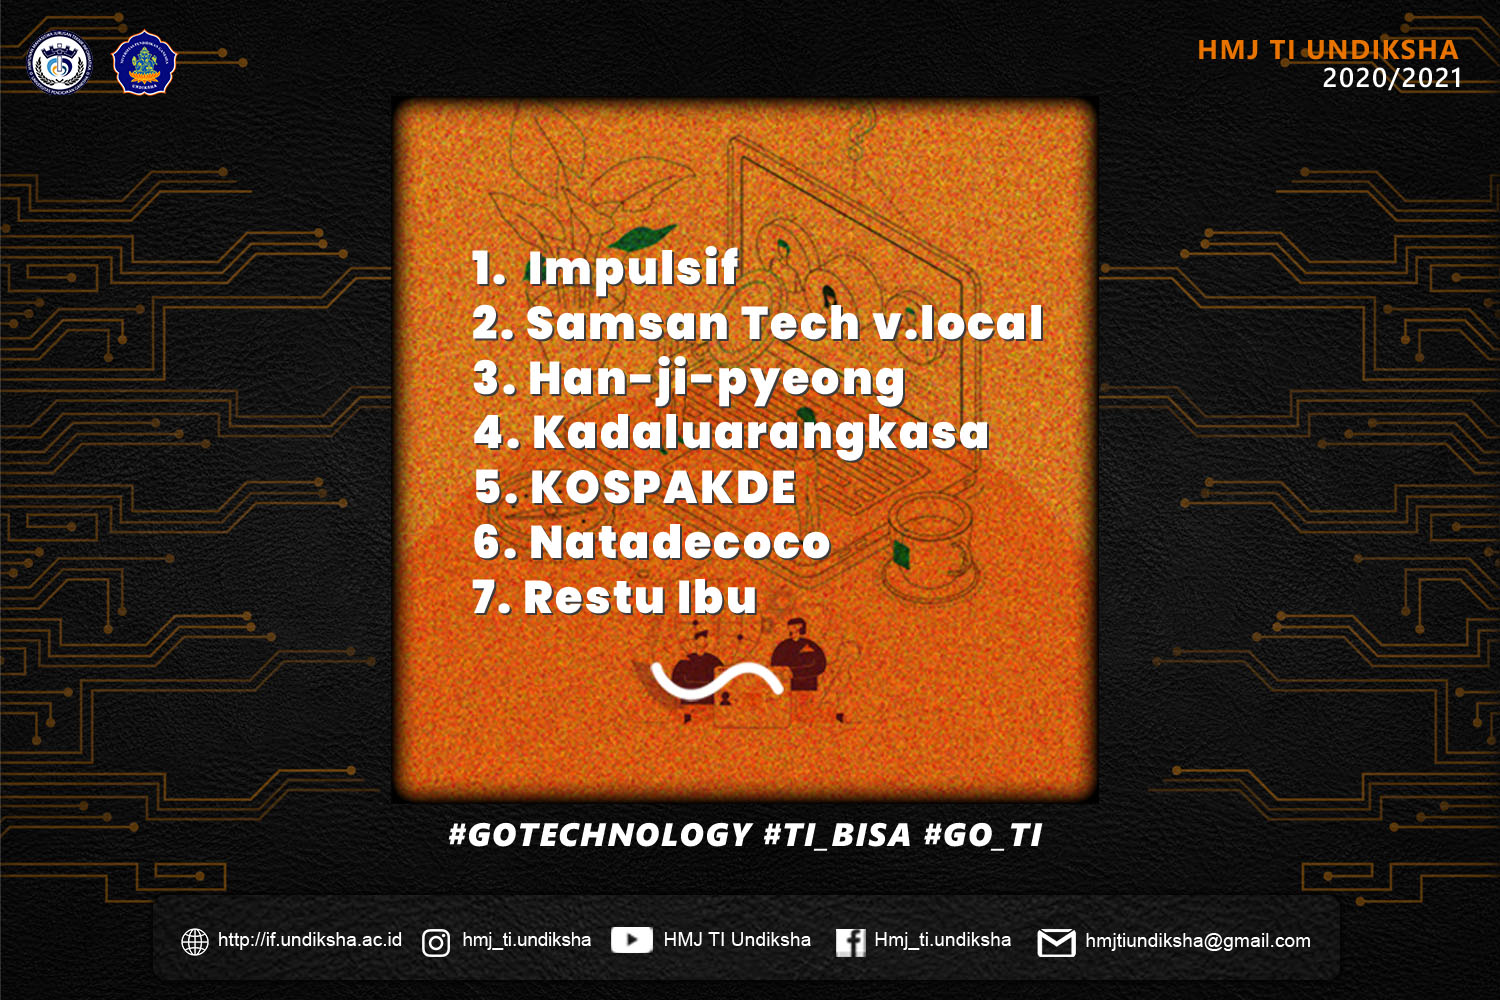 HMJ TI UNDIKSHA
2020/2021
1. Impulsif
2. Samsan Tech v.local
3. Han-ji-pyeong
4. Kadaluarangkasa
5. KOSPAKDE
6. Natadecoco
7. Restu Ibu
#GOTECHNOLOGY #TI_BISA #GO_TI
http://if.undiksha.ac.id
hmj_ti.undiksha
HMJ TI Undiksha
Hmj_ti.undiksha
hmjtiundiksha@gmail.com
UNDIKSHA